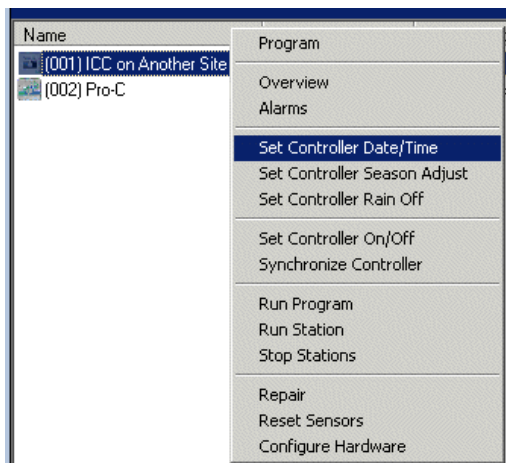 Name
(001) ICC on Another Site
(002) Pro-C
Program
Overview
Alarms
Set Controller Date/Time
Set Controller Season Adjust
Set Controller Rain Off
Set Controller On/Off
Synchronize Controller
Run Program
Run Station
Stop Stations
Repair
Reset Sensors
Configure Hardware